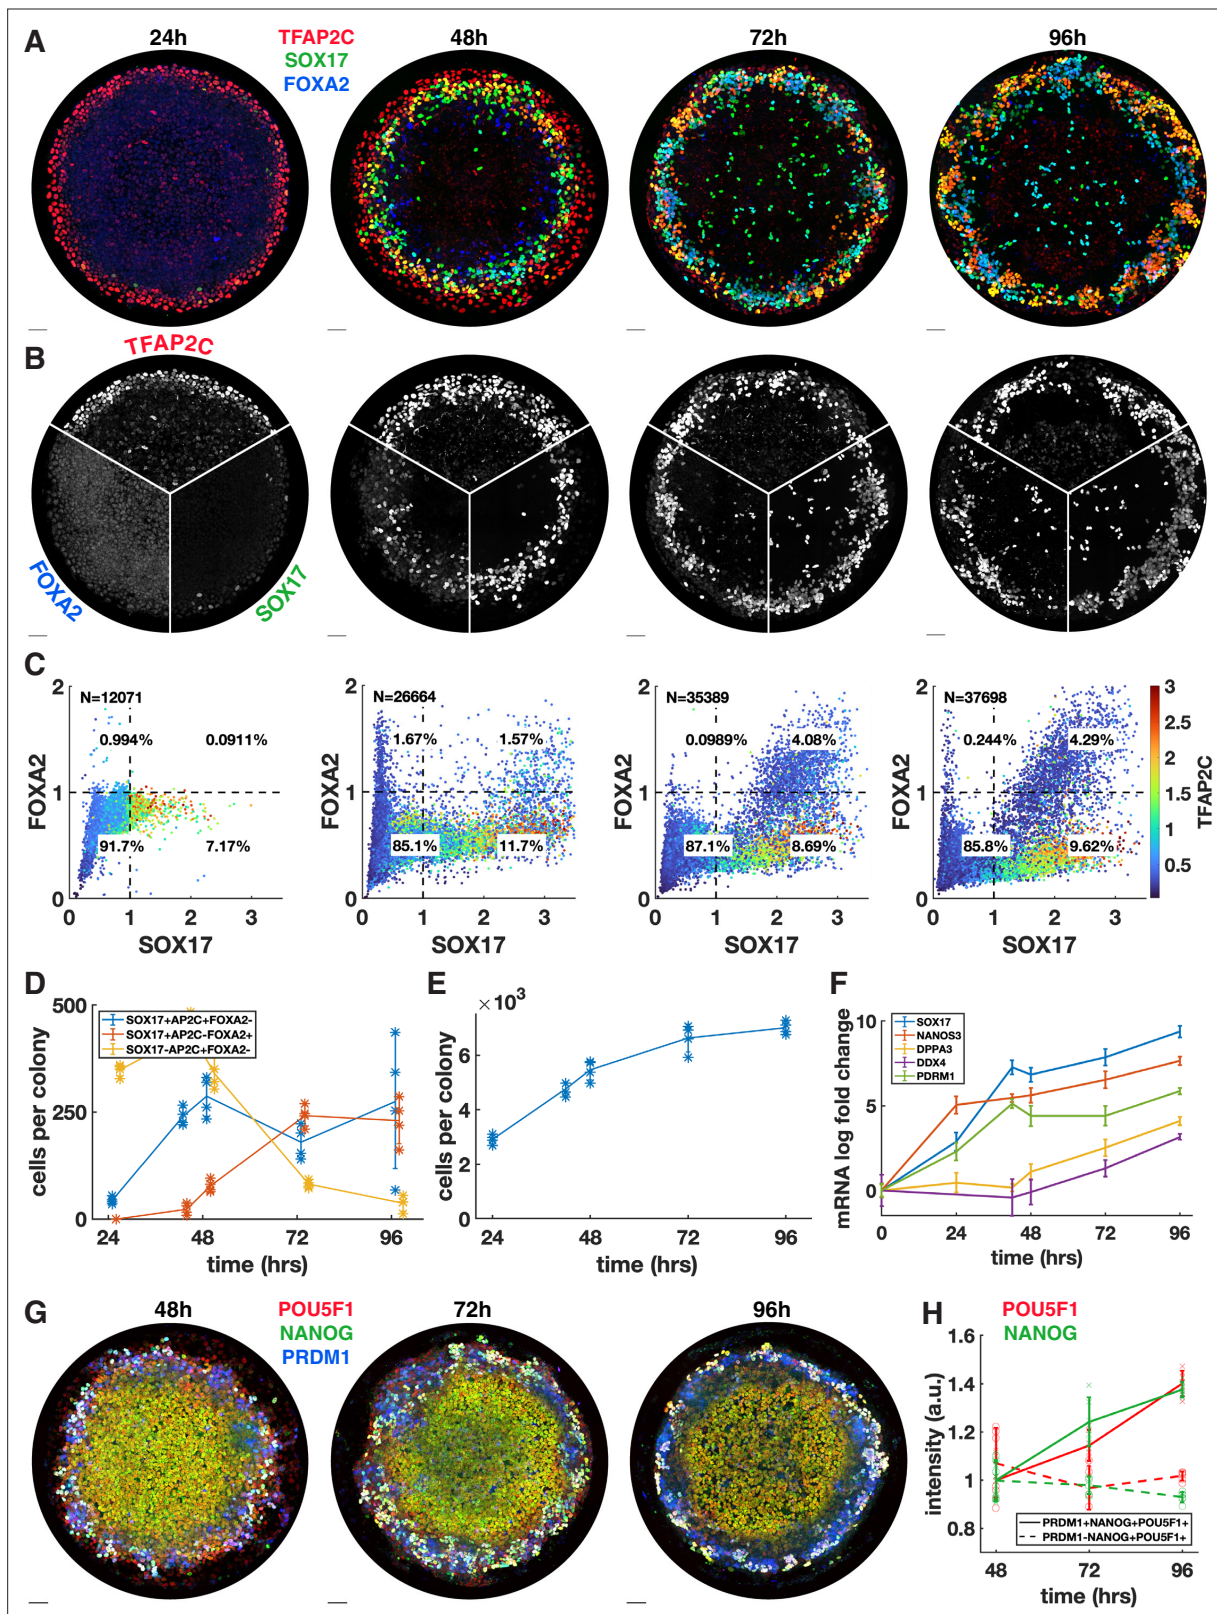 A
24h
TFAP2C
SOX17
FOXA2
48h
72h
96h
B
TFAP2C
FOXA2
SOX17
C
2
1
0
FOXA2
N=12071
0.994%
0.0911%
91.7%
7.17%
0
1
2
3
SOX17
2
1
0
FOXA2
N=26664
1.67%
1.57%
85.1%
11.7%
0
1
2
3
SOX17
2
1
0
FOXA2
N=35389
0.0989%
4.08%
87.1%
8.69%
0
1
2
3
SOX17
2
1
0
FOXA2
N=37698
0.244%
4.29%
85.8%
9.62%
0
1
2
3
SOX17
3
2.5
2
1.5
1
0.5
TFAP2C
D
500
250
0
cells per colony
SOX17+AP2C+FOXA2-
SOX17+AP2C-FOXA2+
SOX17-AP2C+FOXA2-
24
48
72
96
time (hrs)
E
× 10³
6
4
2
0
cells per colony
24
48
72
96
time (hrs)
F
10
5
0
mRNA log fold change
SOX17
NANOS3
DPPA3
DDX4
PDRM1
0
24
48
72
96
time (hrs)
G
48h
POU5F1
NANOG
PRDM1
72h
96h
H
POU5F1
NANOG
1.6
1.4
1.2
1
0.8
intensity (a.u.)
PRDM1+NANOG+POU5F1+
PRDM1-NANOG+POU5F1+
48
72
96
time (hrs)